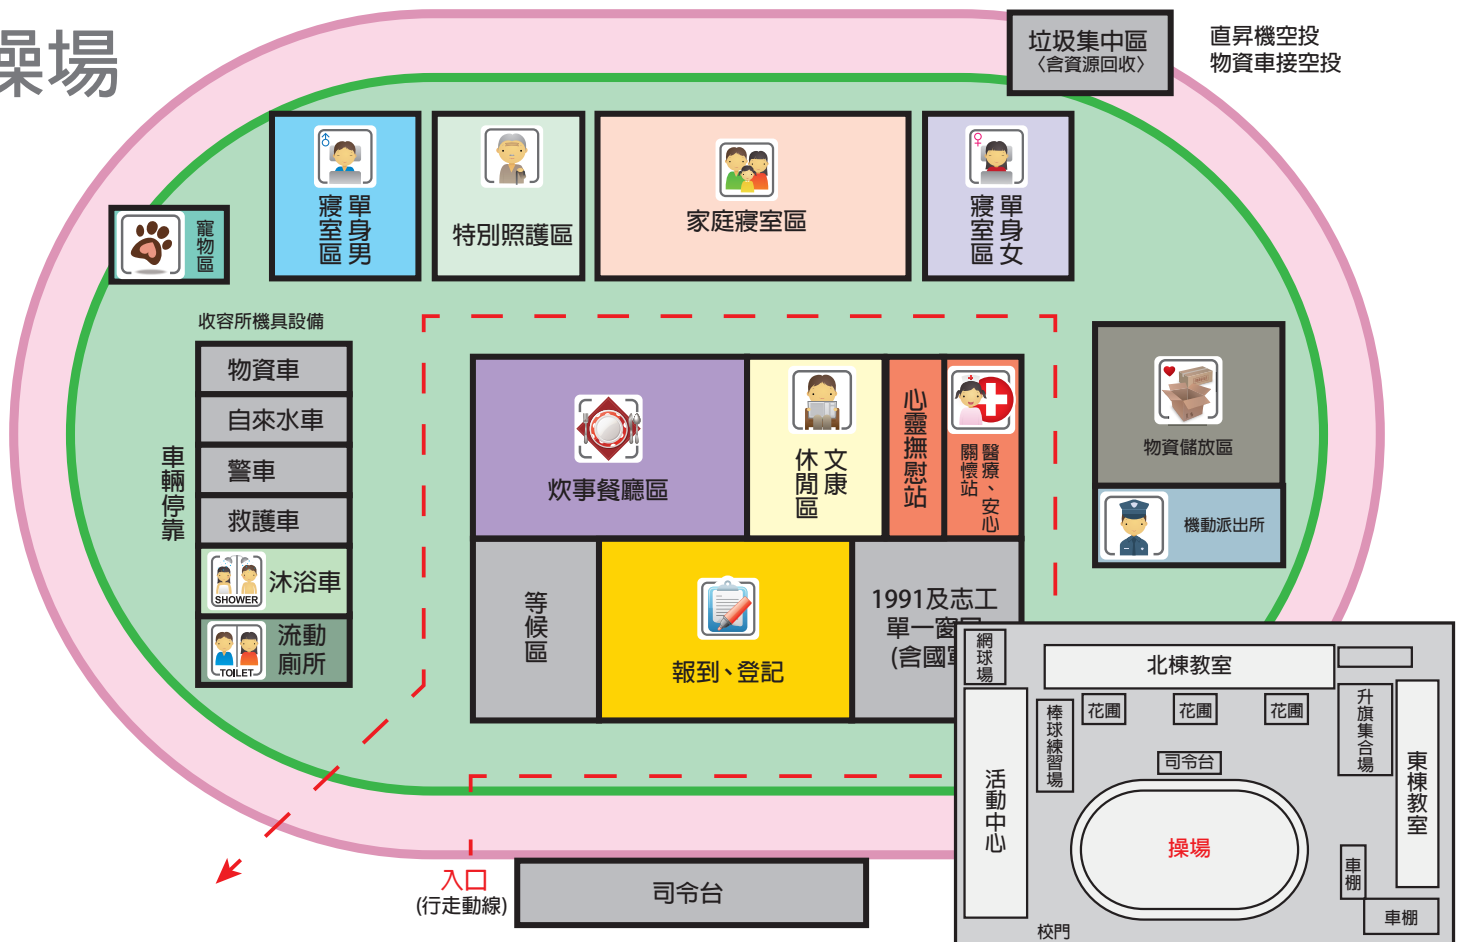 操場
垃圾集中區
〈含資源回收〉
直昇機空投
物資車接空投
單身男
寢室區
特別照護區
家庭寢室區
單身女
寢室區
寵物區
收容所機具設備
車輛停靠
物資車
自來水車
警車
救護車
SHOWER
沐浴車
TOILET
流動
廁所
炊事餐廳區
文康
休閒區
心靈撫慰站
醫療、安心
關懷站
物資儲放區
機動派出所
等候區
報到、登記
1991及志工
單一窗
(含國
入口
(行走動線)
司令台
網球場
北棟教室
花圃
花圃
花圃
棒球練習場
升旗集合場
司令台
活動中心
東棟教室
操場
車棚
車棚
校門